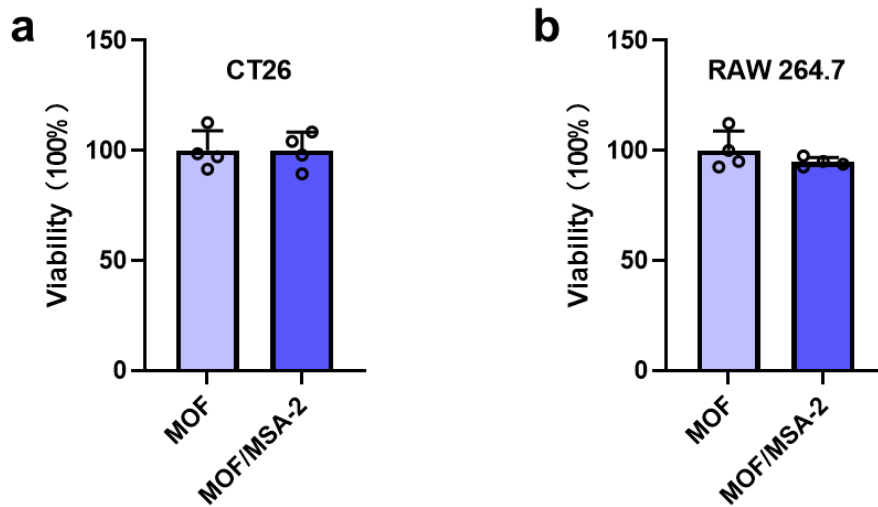 a
CT26
Viability（100%）
150
100
50
0
MOF
MOF/MSA-2
b
RAW 264.7
Viability（100%）
150
100
50
0
MOF
MOF/MSA-2